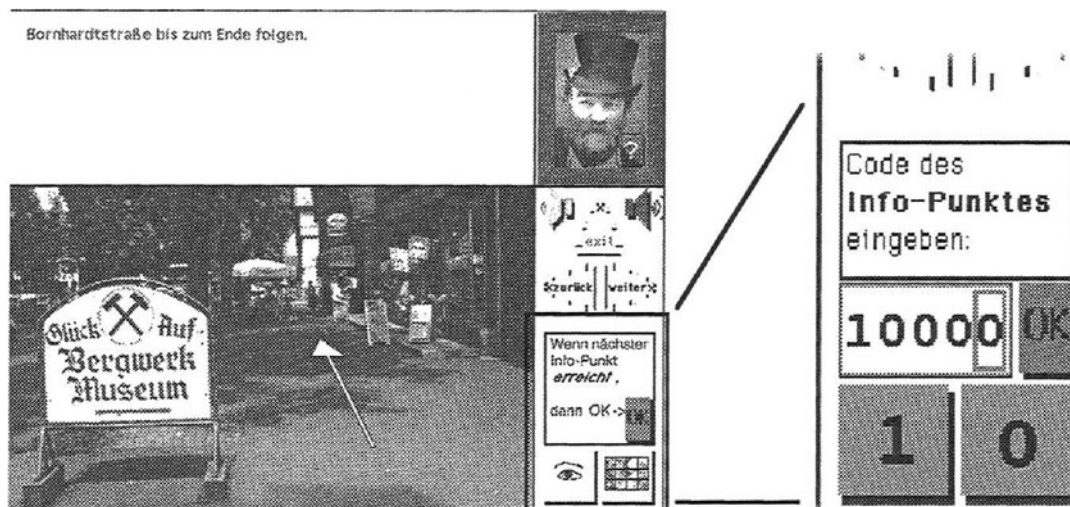 Bornhardtstraße bis zum Ende folgen.
?
exit
zurück
weiter
Glück Auf
Bergwerk
Museum
Wenn nächster
Info-Punkt
erreicht,
dann OK->
OK
Code des
Info-Punktes
eingeben:
10000
OK
1
0